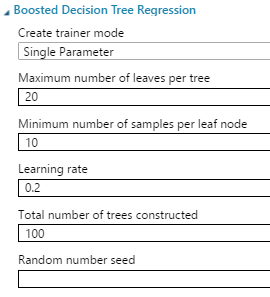 Boosted Decision Tree Regression
Create trainer mode
Single Parameter
Maximum number of leaves per tree
20
Minimum number of samples per leaf node
10
Learning rate
0.2
Total number of trees constructed
100
Random number seed